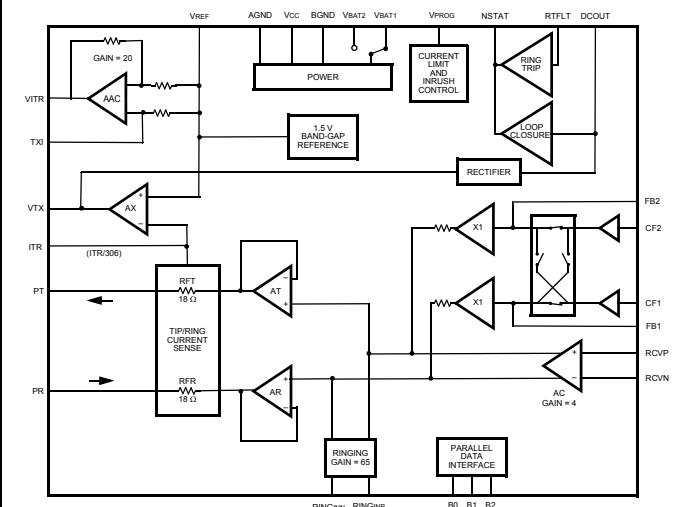 VREF AGND VCC BGND VBAT2 VBAT1 VPROG NSTAT RTFLT DCOUT
GAIN = 20
AAC
VITR
TXI
POWER
CURRENT
LIMIT
AND
INRUSH
CONTROL
RING
TRIP
LOOP
CLOSURE
1.5 V
BAND-GAP
REFERENCE
RECTIFIER
VTX
AX
+
–
ITR
(ITR/306)
FB2
CF2
X1
PT
RFT
18 Ω
AT
–
+
X1
CF1
FB1
TIP/RING
CURRENT
SENSE
RCVP
RCVN
+
–
AC
GAIN = 4
PR
RFR
18 Ω
AR
+
–
RINGING
GAIN = 65
PARALLEL
DATA
INTERFACE
B0 B1 B2